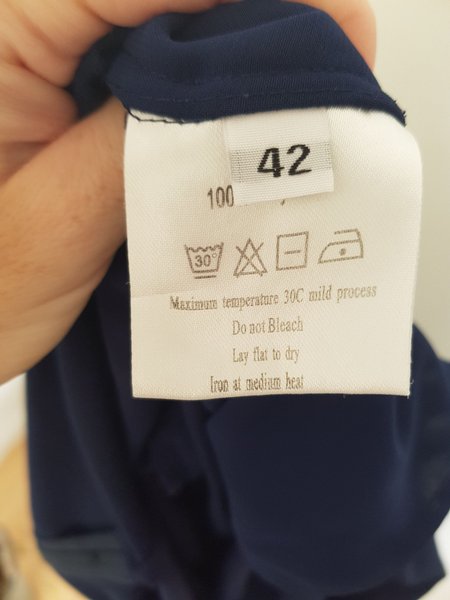 42
100
30°
Maximum temperature 30C mild process
Do not Bleach
Lay flat to dry
Iron at medium heat